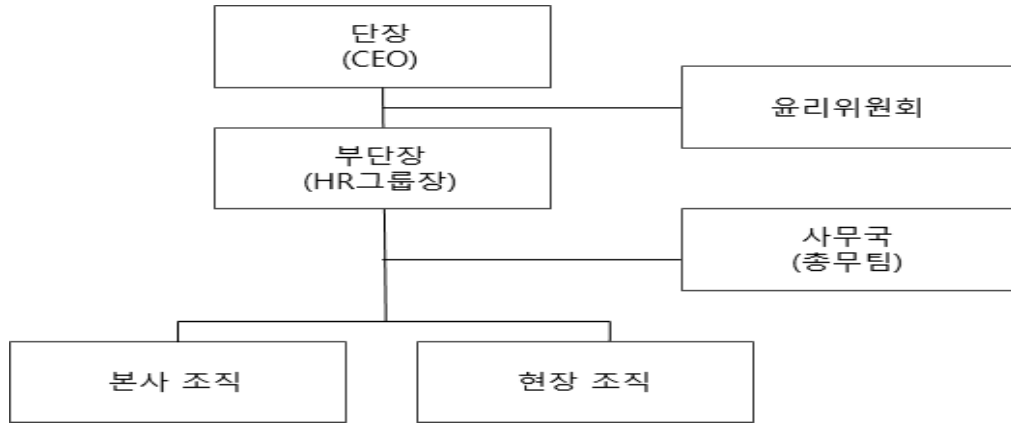 단장
(CEO)
윤리위원회
부단장
(HR그룹장)
사무국
(총무팀)
본사 조직
현장 조직